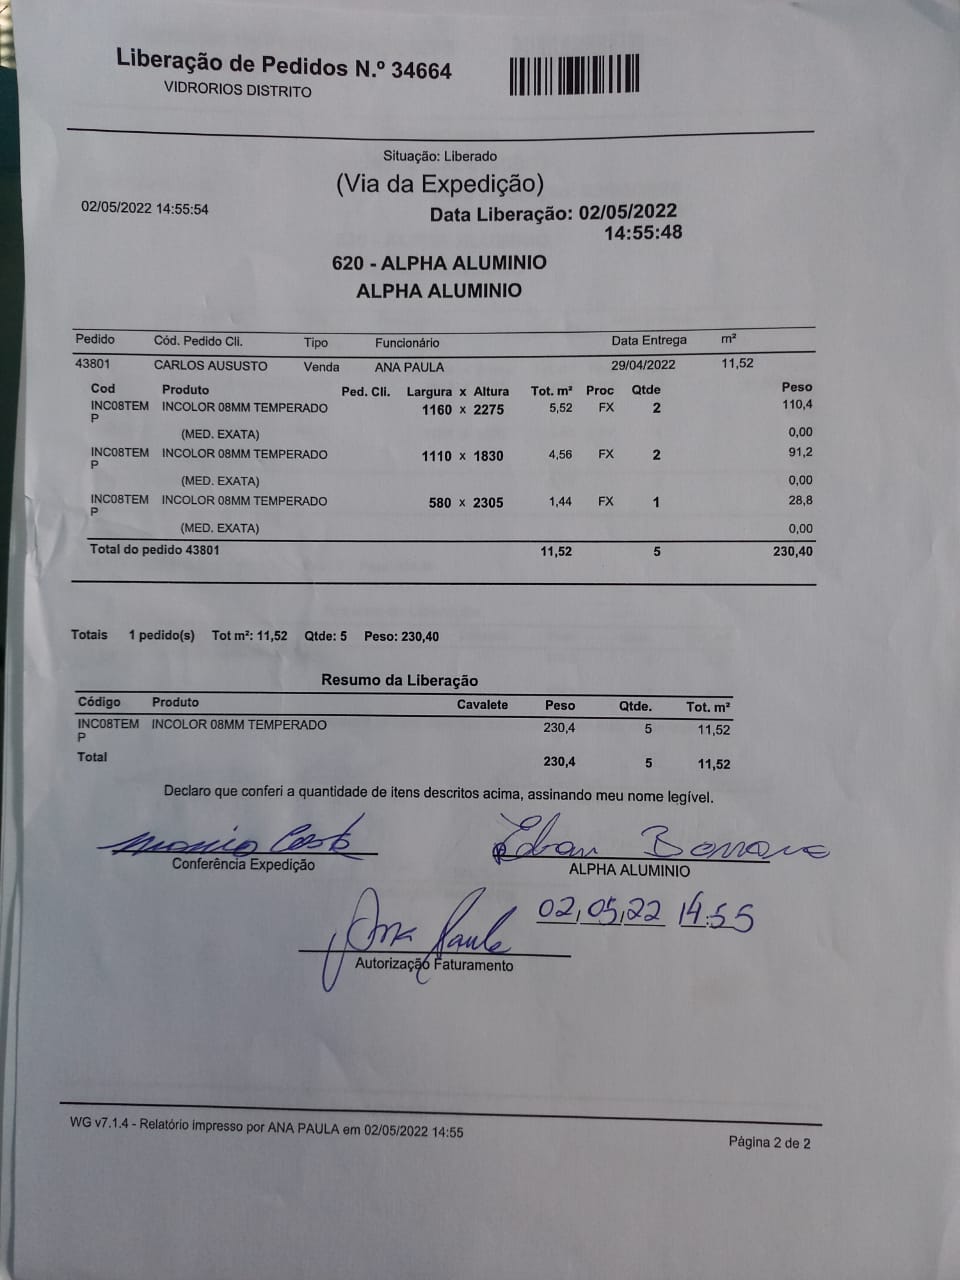 Liberação de Pedidos N.º 34664
VIDRORIOS DISTRITO
Situação: Liberado
(Via da Expedição)
02/05/2022 14:55:54
Data Liberação: 02/05/2022
14:55:48
620 - ALPHA ALUMINIO
ALPHA ALUMINIO
Pedido Cód. Pedido Cli. Tipo Funcionário Data Entrega m²
43801 CARLOS AUSUSTO Venda ANA PAULA 29/04/2022 11,52
Cod Produto Ped. Cli. Largura x Altura Tot. m² Proc Qtde Peso
INC08TEM INCOLOR 08MM TEMPERADO 1160 x 2275 5,52 FX 2 110,4
P
(MED. EXATA) 0,00
INC08TEM INCOLOR 08MM TEMPERADO 1110 x 1830 4,56 FX 2 91,2
P
(MED. EXATA) 0,00
INC08TEM INCOLOR 08MM TEMPERADO 580 x 2305 1,44 FX 1 28,8
P
(MED. EXATA) 0,00
Total do pedido 43801 11,52 5 230,40
Totais 1 pedido(s) Tot m²: 11,52 Qtde: 5 Peso: 230,40
Resumo da Liberação
Código Produto Cavalete Peso Qtde. Tot. m²
INC08TEM INCOLOR 08MM TEMPERADO 230,4 5 11,52
P
Total 230,4 5 11,52
Declaro que conferi a quantidade de itens descritos acima, assinando meu nome legível.
Conferência Expedição
ALPHA ALUMINIO
02,05,22 14:55
Ana Paula
Autorização Faturamento
WG v7.1.4 - Relatório impresso por ANA PAULA em 02/05/2022 14:55
Página 2 de 2